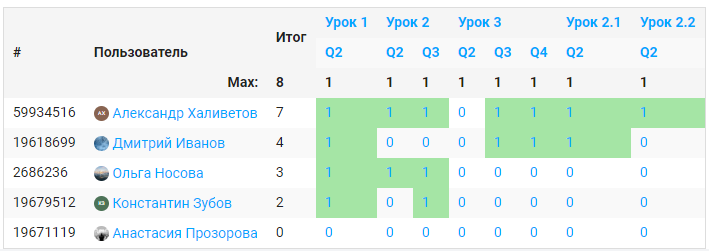 Урок 1 Урок 2 Урок 3 Урок 2.1 Урок 2.2
# Пользователь Итог Q2 Q2 Q3 Q2 Q3 Q4 Q2 Q2
Max: 8 1 1 1 1 1 1 1 1
59934516 АХ Александр Халиветов 7 1 1 1 0 1 1 1 1
19618699 Дмитрий Иванов 4 1 0 0 0 1 1 1 0
2686236 Ольга Носова 3 1 1 1 0 0 0 0 0
19679512 КЗ Константин Зубов 2 1 0 1 0 0 0 0 0
19671119 Анастасия Прозорова 0 0 0 0 0 0 0 0 0